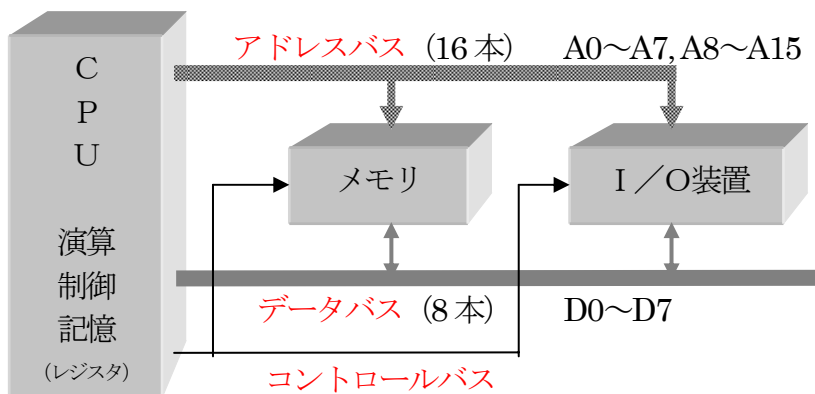 アドレスバス (16 本) A0～A7, A8～A15
C
P
U
演算
制御
記憶
(レジスタ)
メモリ
I／O装置
データバス (8 本) D0～D7
コントロールバス